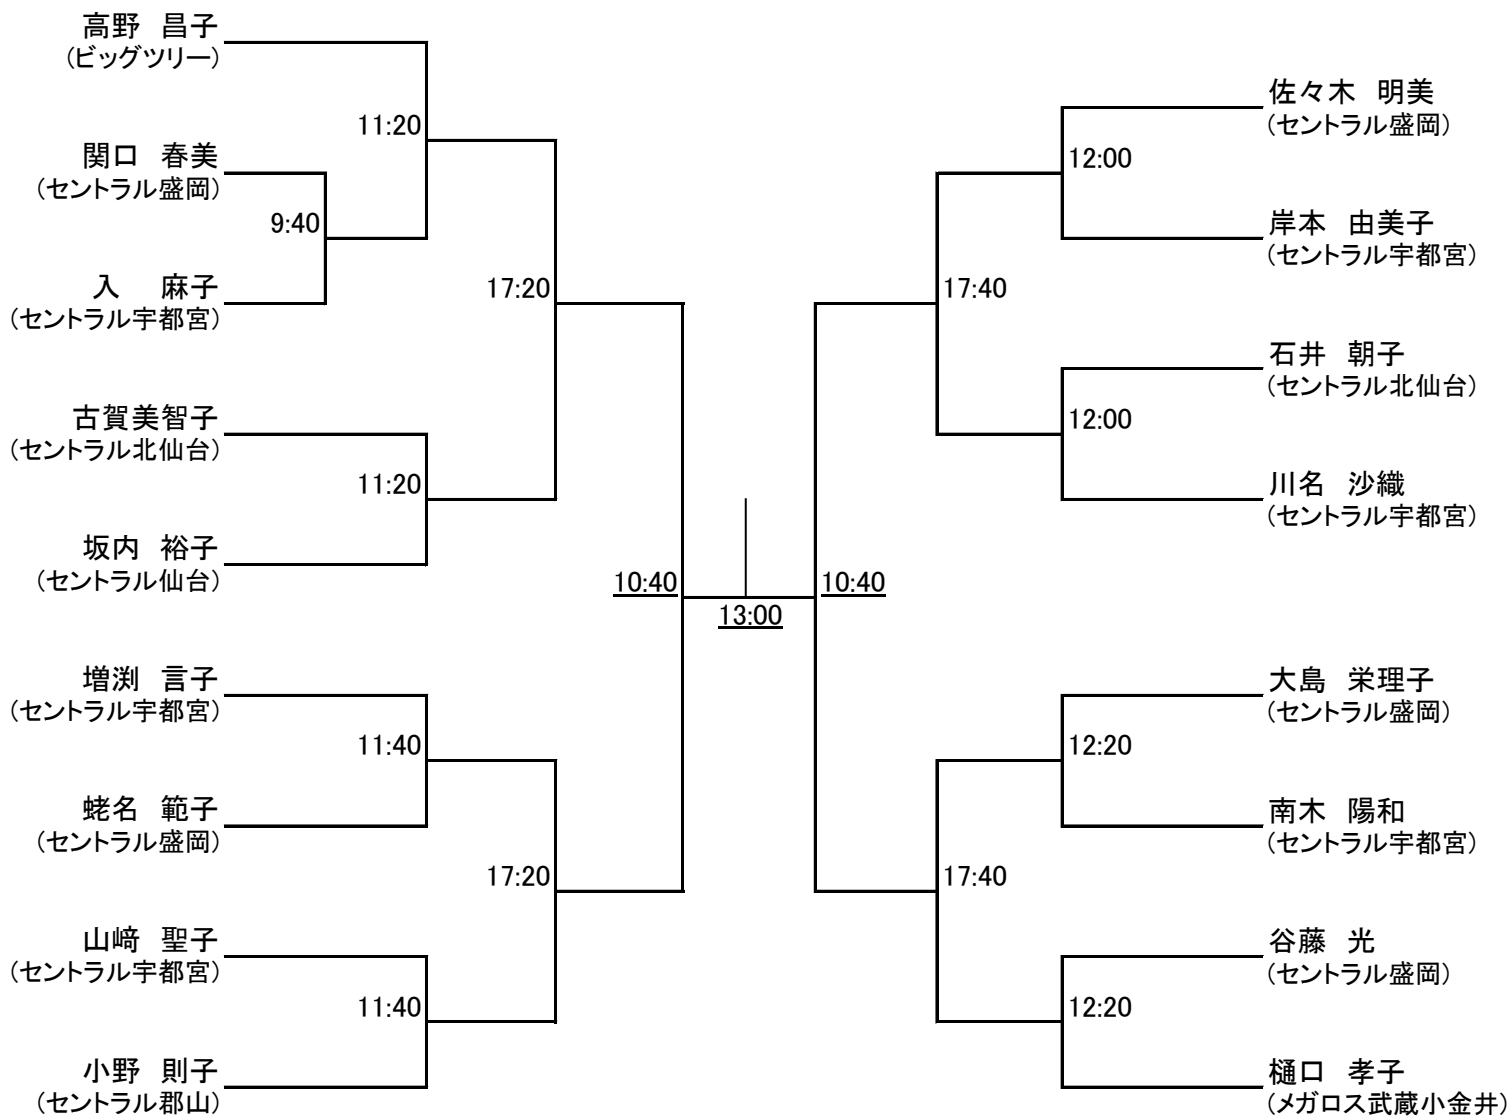 高野 昌子
(ビッグツリー)
11:20
関口 春美
(セントラル盛岡)
9:40
入 麻子
(セントラル宇都宮)
17:20
古賀美智子
(セントラル北仙台)
11:20
坂内 裕子
(セントラル仙台)
10:40
13:00
増渕 言子
(セントラル宇都宮)
11:40
蛯名 範子
(セントラル盛岡)
17:20
山﨑 聖子
(セントラル宇都宮)
11:40
小野 則子
(セントラル郡山)
佐々木 明美
(セントラル盛岡)
12:00
岸本 由美子
(セントラル宇都宮)
17:40
石井 朝子
(セントラル北仙台)
12:00
川名 沙織
(セントラル宇都宮)
10:40
大島 栄理子
(セントラル盛岡)
12:20
南木 陽和
(セントラル宇都宮)
17:40
谷藤 光
(セントラル盛岡)
12:20
樋口 孝子
(メガロス武蔵小金井)